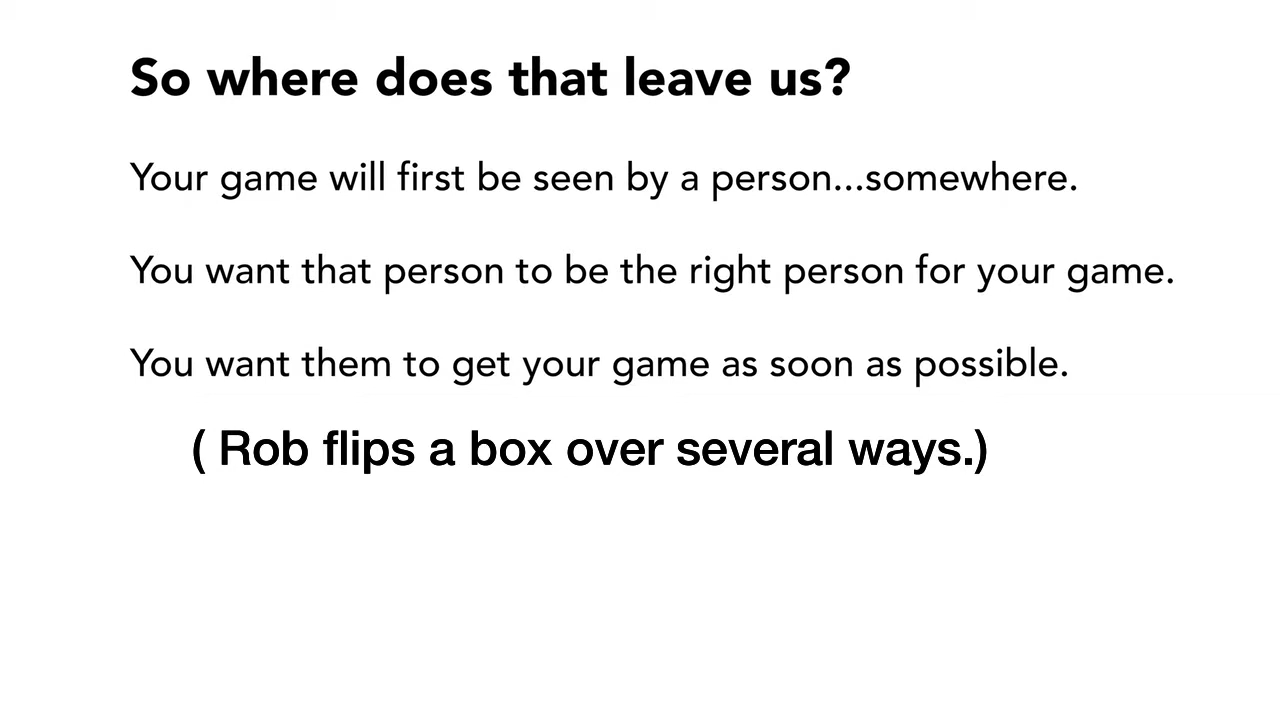 So where does that leave us?
Your game will first be seen by a person...somewhere.
You want that person to be the right person for your game.
You want them to get your game as soon as possible.
( Rob flips a box over several ways.)